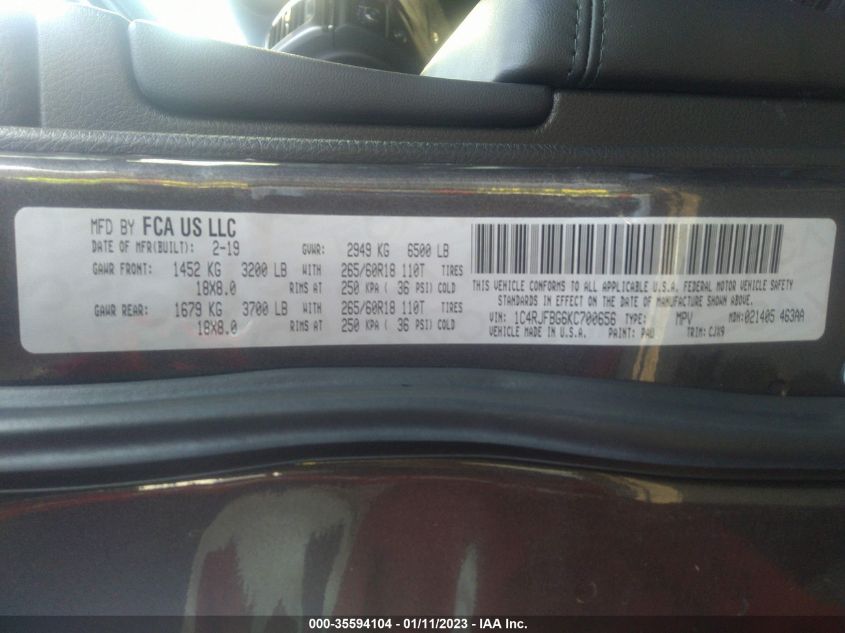 MFD BY FCA US LLC
DATE OF MFR(BUILT): 2-19 GVWR: 2949 KG 6500 LB
GAWR FRONT: 1452 KG 3200 LB WITH 265/60R18 110T TIRES
18X8.0 RIMS AT 250 KPA ( 36 PSI) COLD
GAWR REAR: 1679 KG 3700 LB WITH 265/60R18 110T TIRES
18X8.0 RIMS AT 250 KPA ( 36 PSI) COLD
THIS VEHICLE CONFORMS TO ALL APPLICABLE U.S.A. FEDERAL MOTOR VEHICLE SAFETY
STANDARDS IN EFFECT ON THE DATE OF MANUFACTURE SHOWN ABOVE.
VIN: 1C4RJFBG6KC700656 TYPE: MPV MDH: 021405 463AA
VEHICLE MADE IN U.S.A. PAINT: PAU TRIM: CJX9
000-35594104 - 01/11/2023 - IAA Inc.